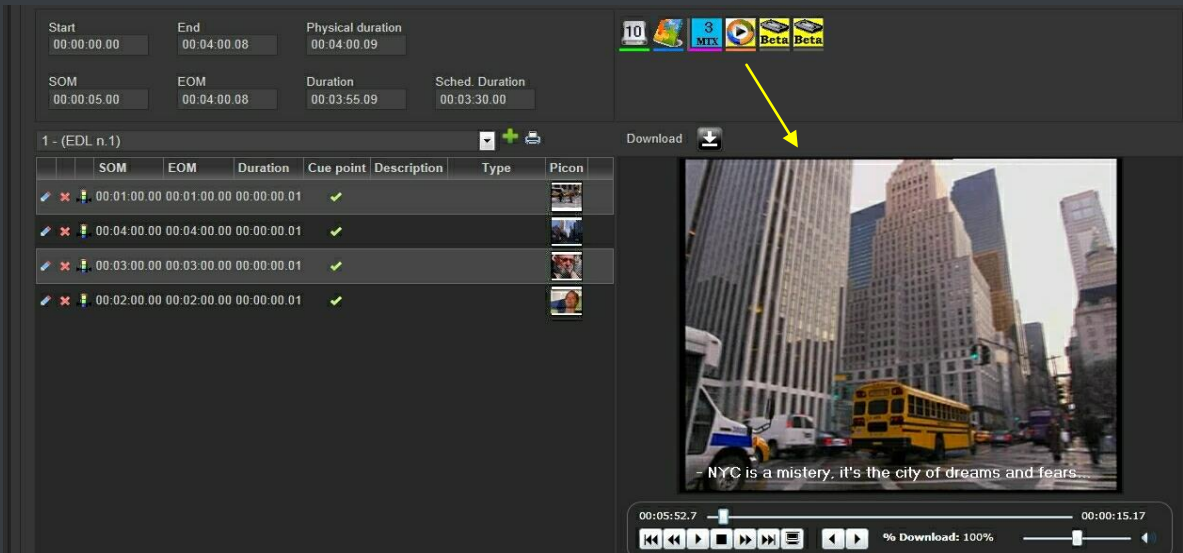 Start End Physical duration
00:00:00.00 00:04:00.08 00:04:00.09
SOM EOM Duration Sched. Duration
00:00:05.00 00:04:00.08 00:03:55.09 00:03:30.00
10 3 MTX Beta Beta
1 - (EDL n.1)
Download
SOM EOM Duration Cue point Description Type Picon
00:01:00.00 00:01:00.00 00:00:00.01
00:04:00.00 00:04:00.00 00:00:00.01
00:03:00.00 00:03:00.00 00:00:00.01
00:02:00.00 00:02:00.00 00:00:00.01
- NYC is a mistery, it's the city of dreams and fears...
00:05:52.7 00:00:15.17
% Download: 100%